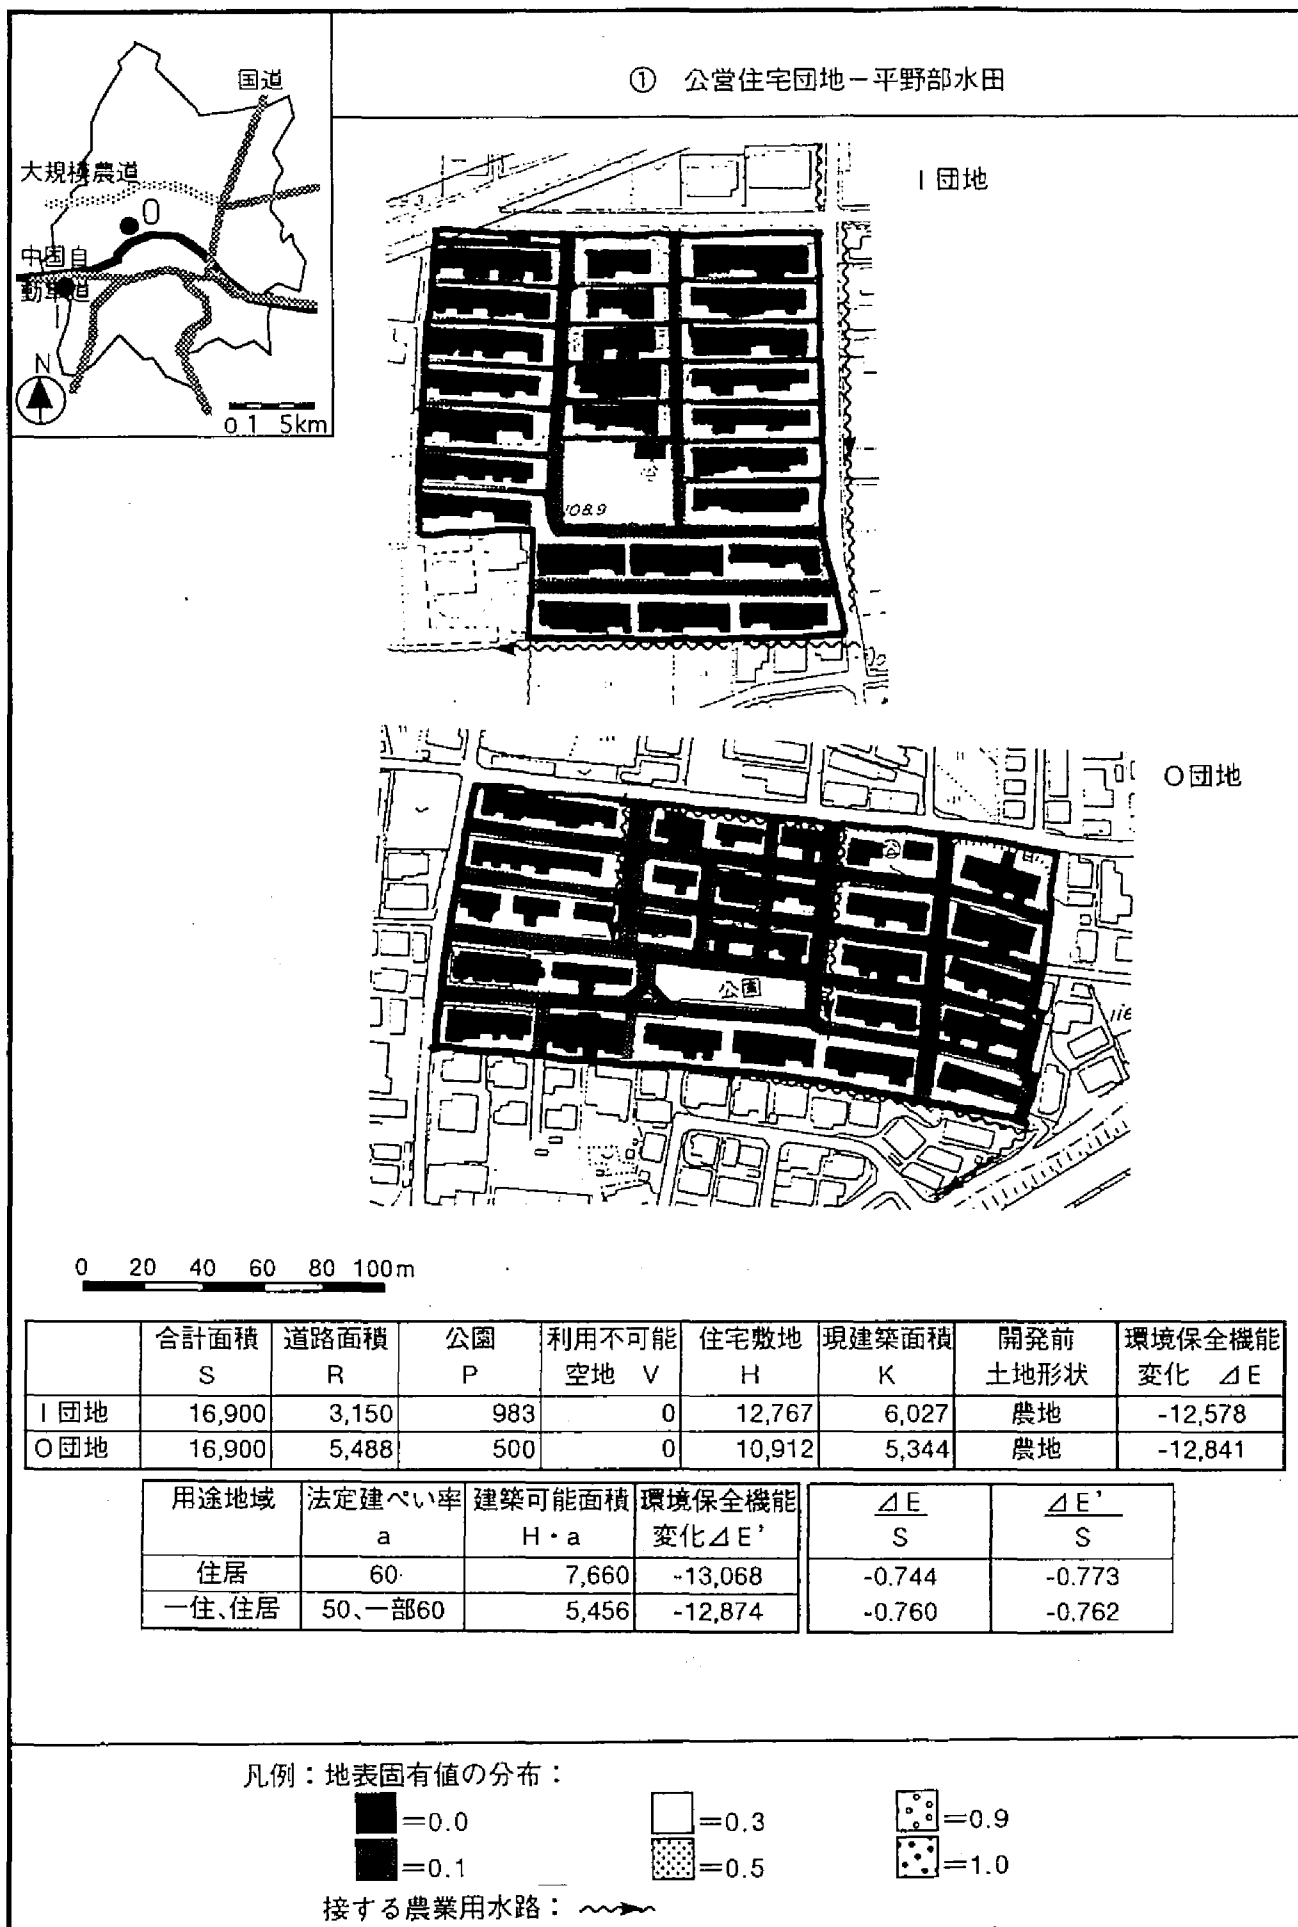 国道
大規模農道
O
中国自
動車道
I
N
0 1 5km
① 公営住宅団地－平野部水田
I団地
108.9
O団地
公園
0 20 40 60 80 100m
合計面積 道路面積 公園 利用不可能 住宅敷地 現建築面積 開発前 環境保全機能
S R P 空地 V H K 土地形状 変化 ⊿E
I団地 16,900 3,150 983 0 12,767 6,027 農地 -12,578
O団地 16,900 5,488 500 0 10,912 5,344 農地 -12,841
用途地域 法定建ぺい率 建築可能面積 環境保全機能 ⊿E ⊿E'
a H・a 変化⊿E' S S
住居 60 7,660 -13,068 -0.744 -0.773
一住、住居 50、一部60 5,456 -12,874 -0.760 -0.762
凡例：地表固有値の分布：
=0.0 =0.3 =0.9
=0.1 =0.5 =1.0
接する農業用水路：